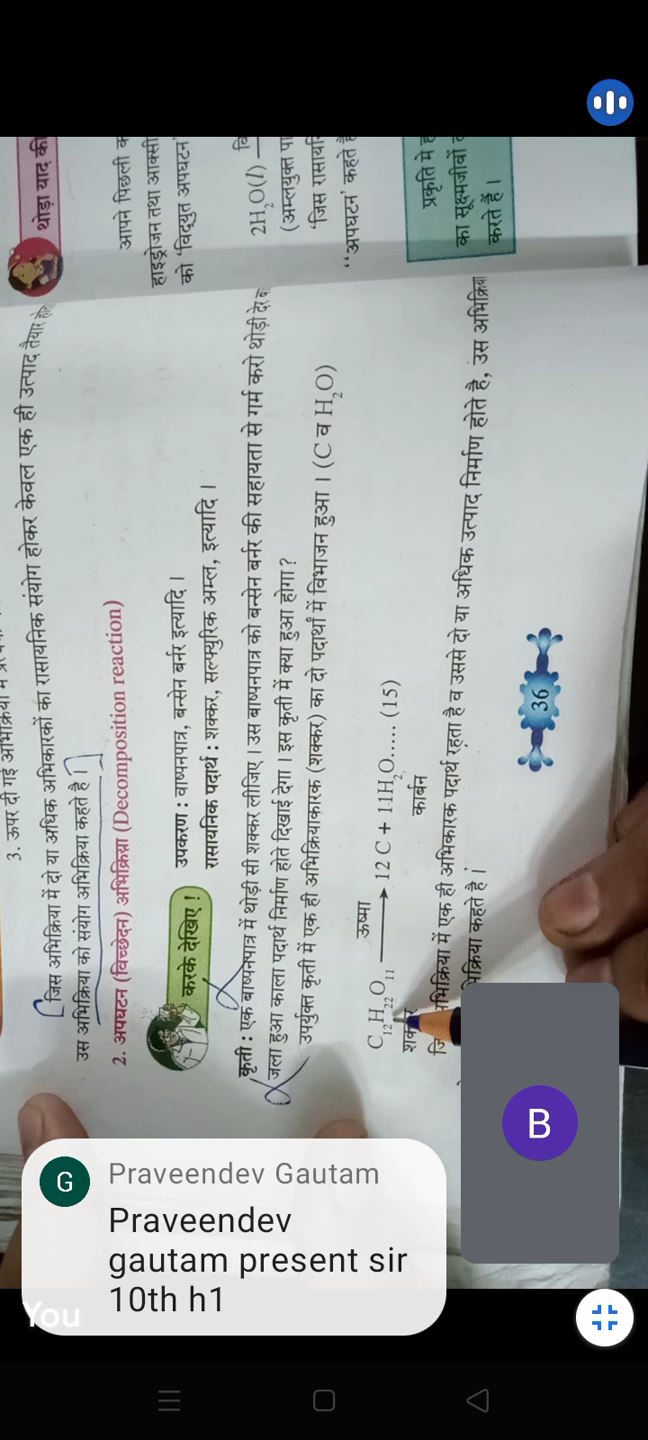 3. ऊपर दी गई अभिक्रिया में
जिस अभिक्रिया में दो या अधिक अभिकारकों का रासायनिक संयोग होकर केवल एक ही उत्पाद तैयार
उस अभिक्रिया को संयोग अभिक्रिया कहते है ।
2. अपघटन (विच्छेदन) अभिक्रिया (Decomposition reaction)
करके देखिए !
उपकरण : वाष्पनपात्र, बन्सेन बर्नर इत्यादि ।
रासायनिक पदार्थ : शक्कर, सल्फ्युरिक अम्ल, इत्यादि ।
कृती : एक बाष्पनपात्र में थोड़ी सी शक्कर लीजिए । उस बाष्पनपात्र को बन्सेन बर्नर की सहायता से गर्म करो थोड़ी देर
जला हुआ काला पदार्थ निर्माण होते दिखाई देगा । इस कृती में क्या हुआ होगा?
उपर्युक्त कृती में एक ही अभिक्रियाकारक (शक्कर) का दो पदार्थों में विभाजन हुआ । (C व H₂O)
ऊष्मा
C₁₂H₂₂O₁₁ → 12 C + 11H₂O..... (15)
शक्कर कार्बन
अभिक्रिया में एक ही अभिकारक पदार्थ रहता है व उससे दो या अधिक उत्पाद निर्माण होते है, उस
कहते है ।
36
थोड़ा याद
आपने पिछली
हाइड्रोजन तथा
को 'विद्युत अपघटन'
2H₂O(l)
(अम्लयुक्त
'जिस
''अपघटन' कहते
प्रकृति मे
का सूक्ष्मजीवों
करते हैं ।
B
G
Praveendev Gautam
Praveendev
gautam present sir
10th h1
You